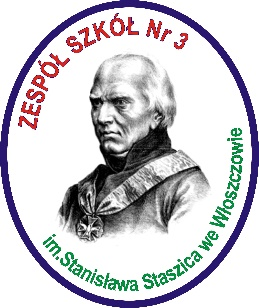 ZESPÓŁ SZKÓŁ Nr 3
im.Stanisława Staszica we Włoszczowie